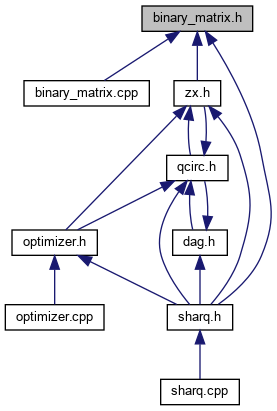 binary_matrix.h
binary_matrix.cpp
zx.h
qcirc.h
optimizer.h
dag.h
optimizer.cpp
sharq.h
sharq.cpp